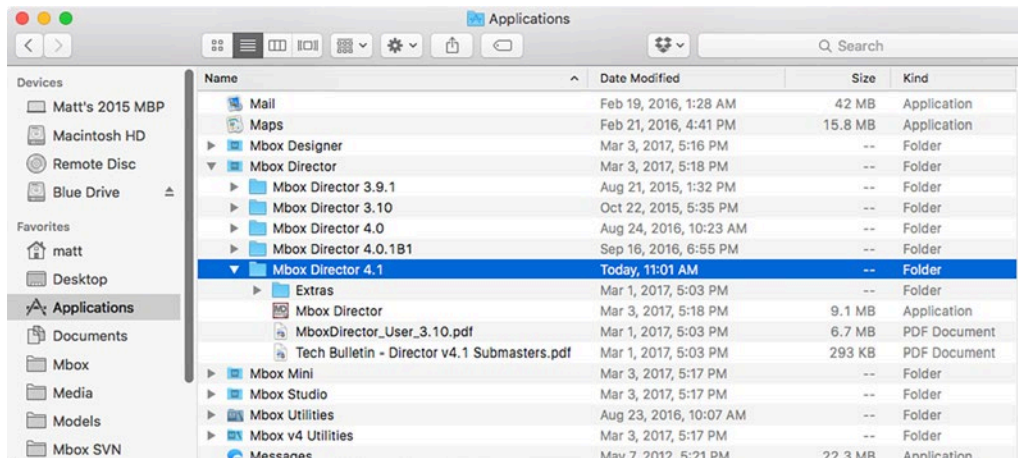 Applications
Search
Devices
Matt's 2015 MBP
Macintosh HD
Remote Disc
Blue Drive
Favorites
matt
Desktop
Applications
Documents
Mbox
Media
Models
Mbox SVN
Name Date Modified Size Kind
Mail Feb 19, 2016, 1:28 AM 42 MB Application
Maps Feb 21, 2016, 4:41 PM 15.8 MB Application
Mbox Designer Mar 3, 2017, 5:16 PM -- Folder
Mbox Director Mar 3, 2017, 5:18 PM -- Folder
Mbox Director 3.9.1 Aug 21, 2015, 1:32 PM -- Folder
Mbox Director 3.10 Oct 22, 2015, 5:35 PM -- Folder
Mbox Director 4.0 Aug 24, 2016, 10:23 AM -- Folder
Mbox Director 4.0.1B1 Sep 16, 2016, 6:55 PM -- Folder
Mbox Director 4.1 Today, 11:01 AM -- Folder
Extras Mar 1, 2017, 5:03 PM -- Folder
Mbox Director Mar 3, 2017, 5:18 PM 9.1 MB Application
MboxDirector_User_3.10.pdf Mar 1, 2017, 5:03 PM 6.7 MB PDF Document
Tech Bulletin - Director v4.1 Submasters.pdf Mar 1, 2017, 5:03 PM 293 KB PDF Document
Mbox Mini Mar 3, 2017, 5:17 PM -- Folder
Mbox Studio Mar 3, 2017, 5:17 PM -- Folder
Mbox Utilities Aug 23, 2016, 10:07 AM -- Folder
Mbox v4 Utilities Mar 3, 2017, 5:17 PM -- Folder
Messages May 7, 2012, 5:21 PM 22.3 MB Application